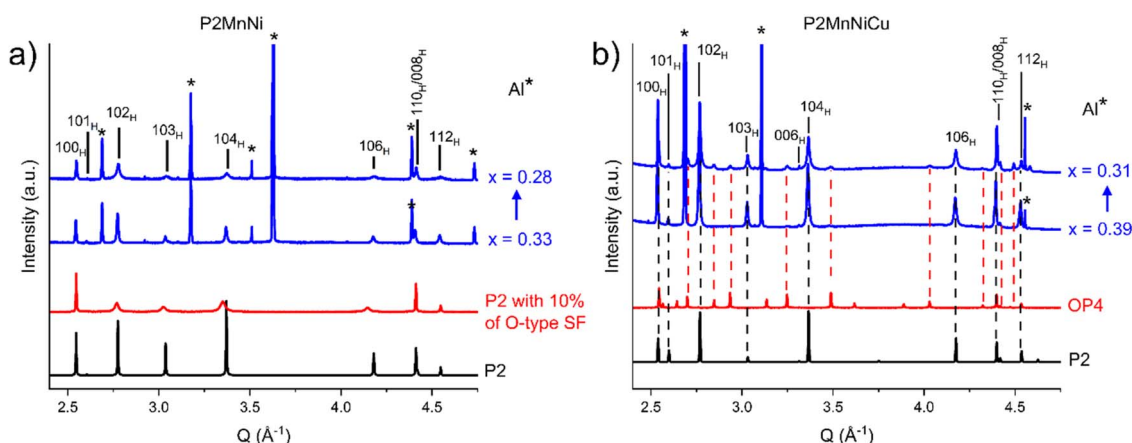 P2MnNi
a)
Intensity (a.u.)
100H
101H
102H
103H
104H
106H
110H/008H
112H
* * * * * * *
Al*
x = 0.28
x = 0.33
*
P2 with 10%
of O-type SF
P2
2.5 3.0 3.5 4.0 4.5
Q (Å-1)
P2MnNiCu
b)
Intensity (a.u.)
100H
101H
* *
102H
103H
006H
104H
106H
110H/008H
112H
*
Al*
x = 0.31
*
x = 0.39
OP4
P2
2.5 3.0 3.5 4.0 4.5
Q (Å-1)